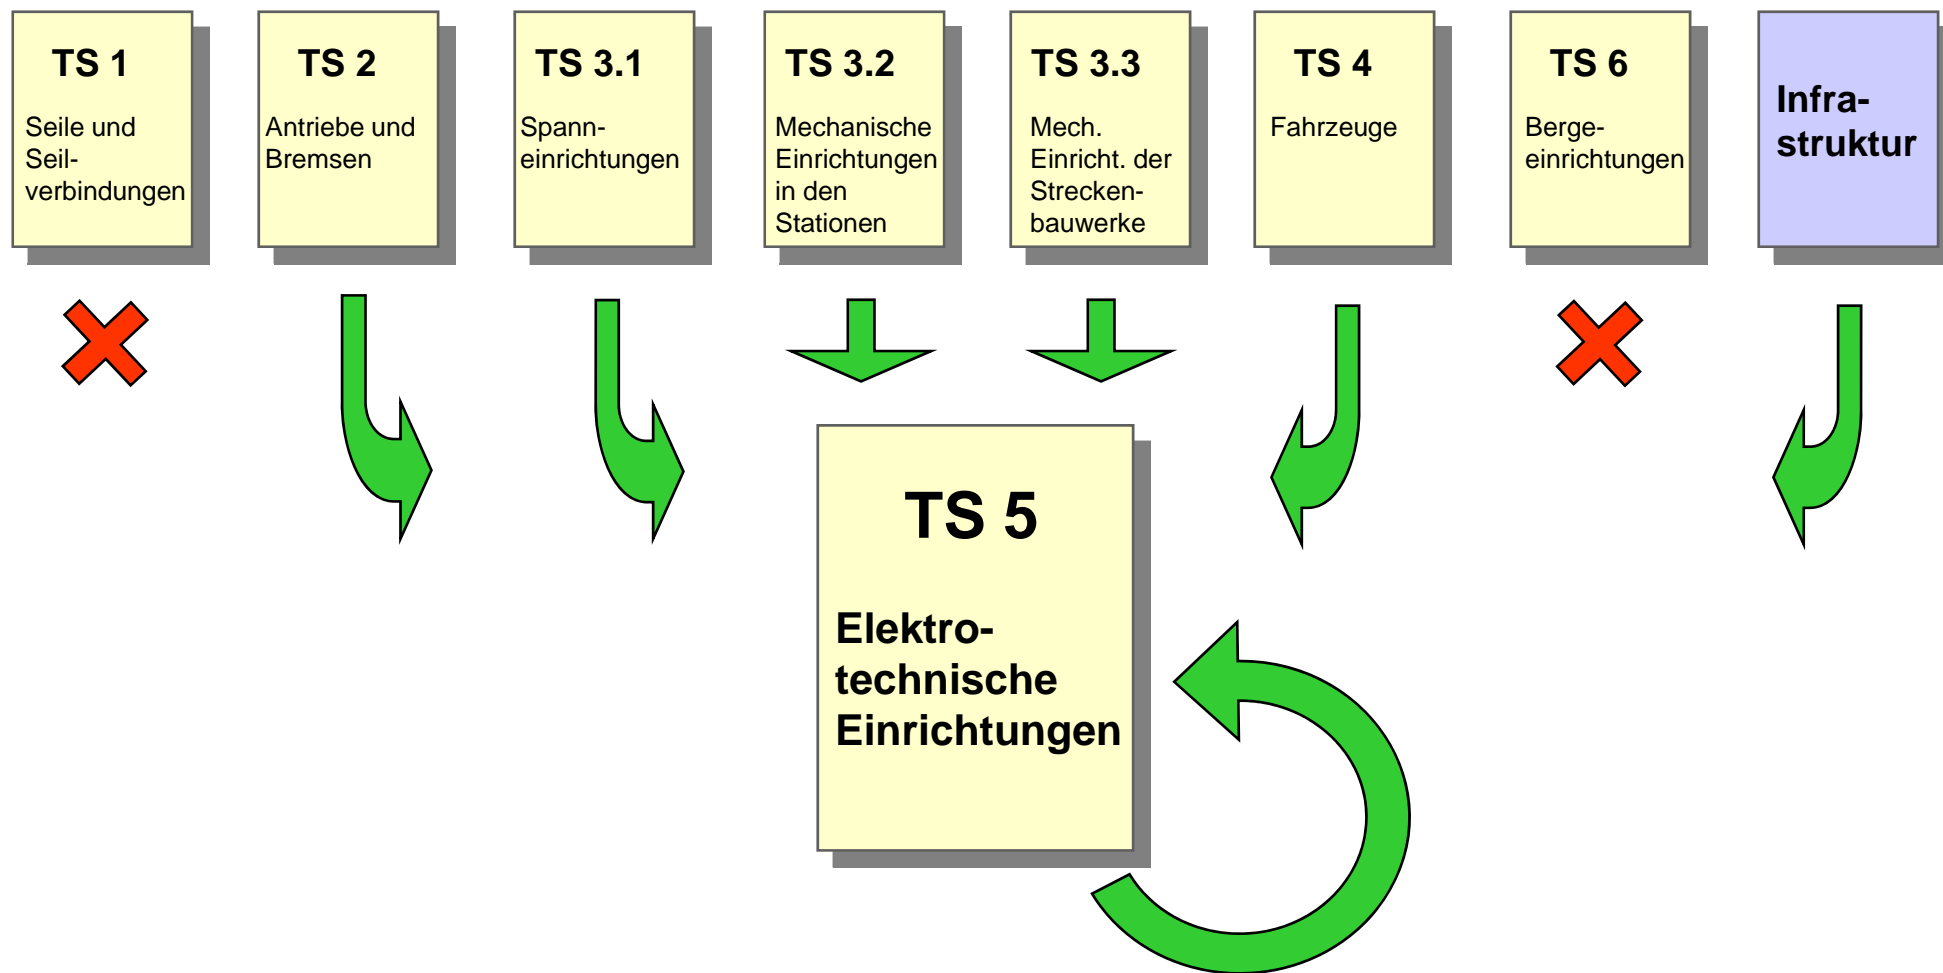 TS 1
Seile und
Seil-
verbindungen
TS 2
Antriebe und
Bremsen
TS 3.1
Spann-
einrichtungen
TS 3.2
Mechanische
Einrichtungen
in den
Stationen
TS 3.3
Mech.
Einricht. der
Strecken-
bauwerke
TS 4
Fahrzeuge
TS 6
Berge-
einrichtungen
Infra-
struktur
TS 5
Elektro-
technische
Einrichtungen